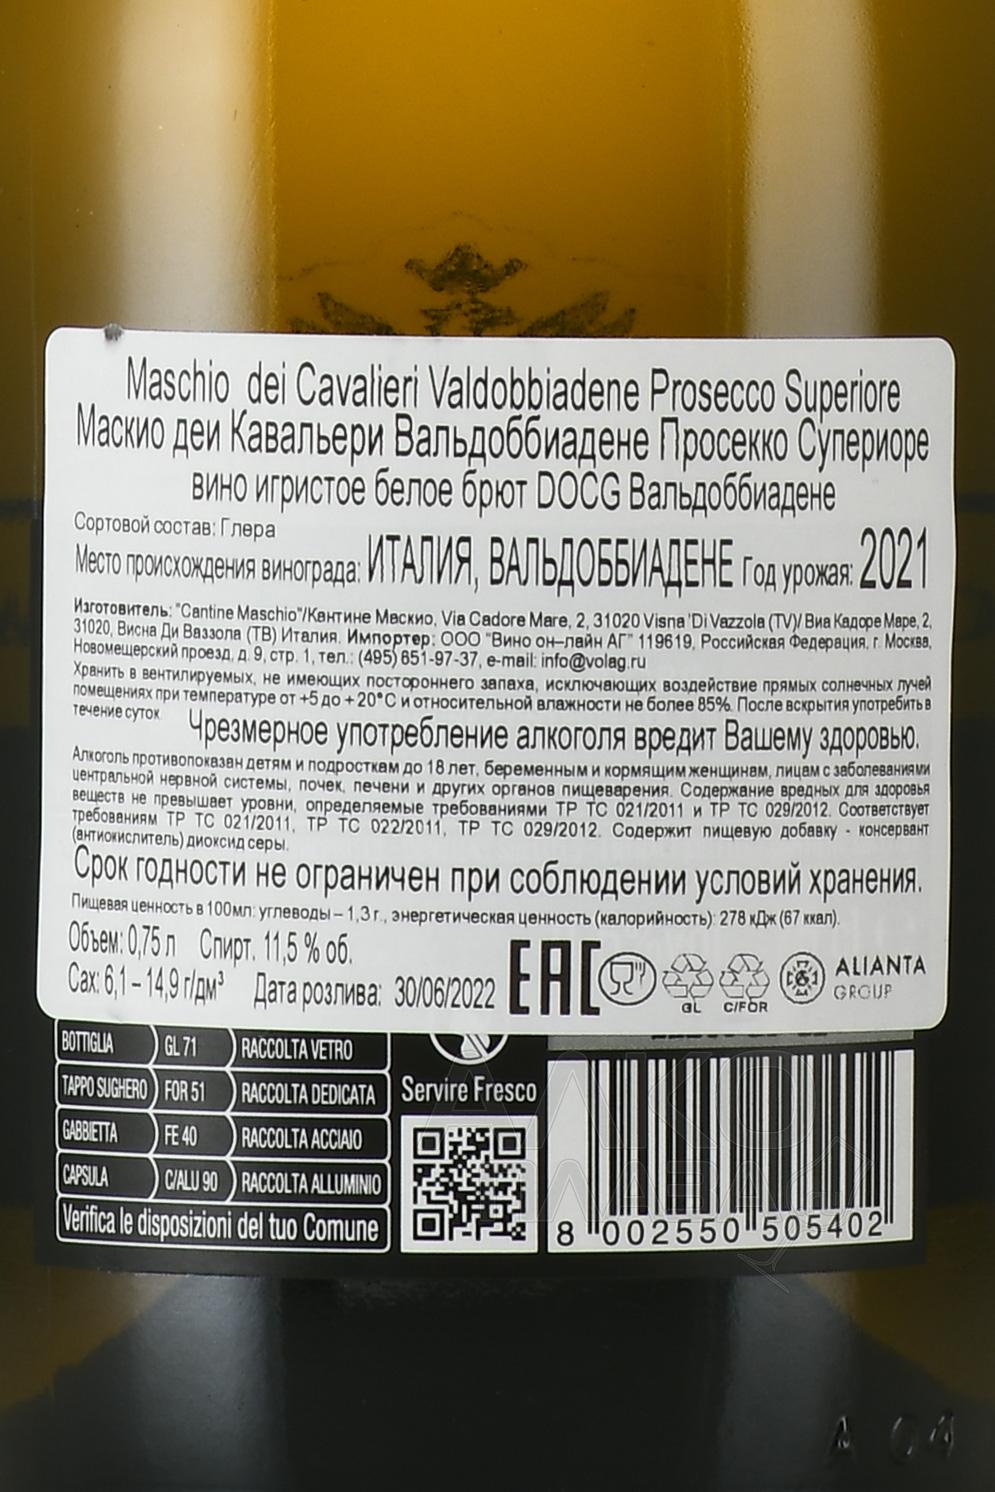 Maschio dei Cavalieri Valdobbiadene Prosecco Superiore
Маскио деи Кавальери Вальдоббиадене Просекко Супериоре
вино игристое белое брют DOCG Вальдоббиадене
Сортовой состав: Глера
Место происхождения винограда: ИТАЛИЯ, ВАЛЬДОББИАДЕНЕ Год урожая: 2021
Изготовитель: "Cantine Maschio"/Кантине Маскио, Via Cadore Mare, 2, 31020 Visna 'Di Vazzola (TV)/ Виа Кадоре Маре, 2,
31020, Висна Ди Ваззола (ТВ) Италия. Импортер: ООО "Вино он–лайн АГ" 119619, Российская Федерация, г. Москва,
Новомещерский проезд, д. 9, стр. 1, тел.: (495) 651-97-37, e-mail: info@volag.ru
Хранить в вентилируемых, не имеющих постороннего запаха, исключающих воздействие прямых солнечных лучей
помещениях при температуре от +5 до + 20°С и относительной влажности не более 85%. После вскрытия употребить в
течение суток Чрезмерное употребление алкоголя вредит Вашему здоровью.
Алкоголь противопоказан детям и подросткам до 18 лет, беременным и кормящим женщинам, лицам с заболеваниями
центральной нервной системы, почек, печени и других органов пищеварения. Содержание вредных для здоровья
веществ не превышает уровни, определяемые требованиями ТР ТС 021/2011 и ТР ТС 029/2012. Соответствует
требованиям ТР ТС 021/2011, ТР ТС 022/2011, ТР ТС 029/2012. Содержит пищевую добавку - консервант
(антиокислитель) диоксид серы.
Срок годности не ограничен при соблюдении условий хранения.
Пищевая ценность в 100мл: углеводы – 1,3 г., энергетическая ценность (калорийность): 278 кДж (67 ккал).
Объем: 0,75 л Спирт. 11,5 % об.
Сах: 6,1 – 14,9 г/дм³ Дата розлива: 30/06/2022 EAC GL C/FOR ALIANTA GROUP
BOTTIGLIA GL 71 RACCOLTA VETRO
TAPPO SUGHERO FOR 51 RACCOLTA DEDICATA
GABBIETTA FE 40 RACCOLTA ACCIAIO
CAPSULA C/ALU 90 RACCOLTA ALLUMINIO
Verifica le disposizioni del tuo Comune
Servire Fresco
8 002550 505402
A 04